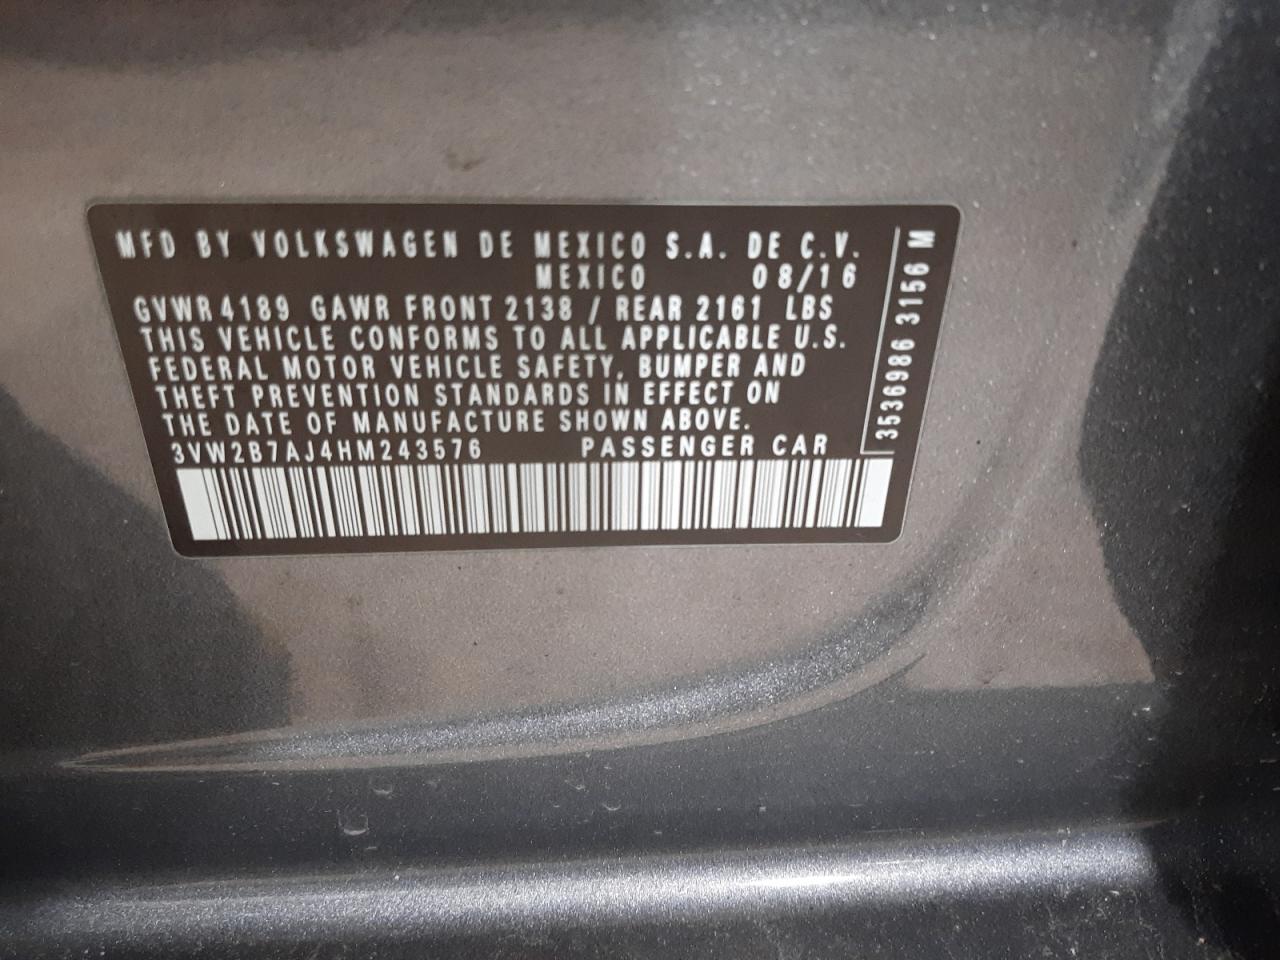 MFD BY VOLKSWAGEN DE MEXICO S.A. DE C.V.
MEXICO 08/16
GVWR 4189 GAWR FRONT 2138 / REAR 2161 LBS
THIS VEHICLE CONFORMS TO ALL APPLICABLE U.S.
FEDERAL MOTOR VEHICLE SAFETY, BUMPER AND
THEFT PREVENTION STANDARDS IN EFFECT ON
THE DATE OF MANUFACTURE SHOWN ABOVE.
3VW2B7AJ4HM243576 PASSENGER CAR
3536986 3156 M